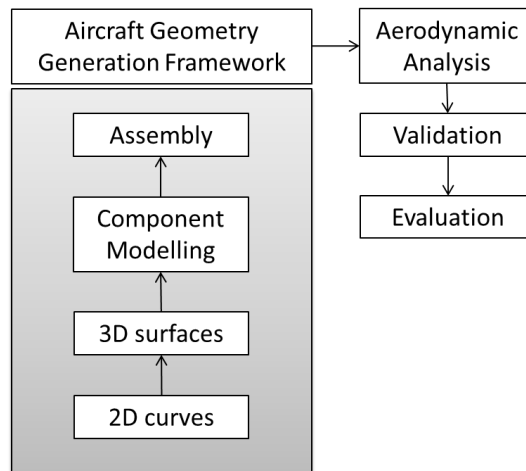 Aircraft Geometry
Generation Framework
Aerodynamic
Analysis
Assembly
Validation
Component
Modelling
Evaluation
3D surfaces
2D curves